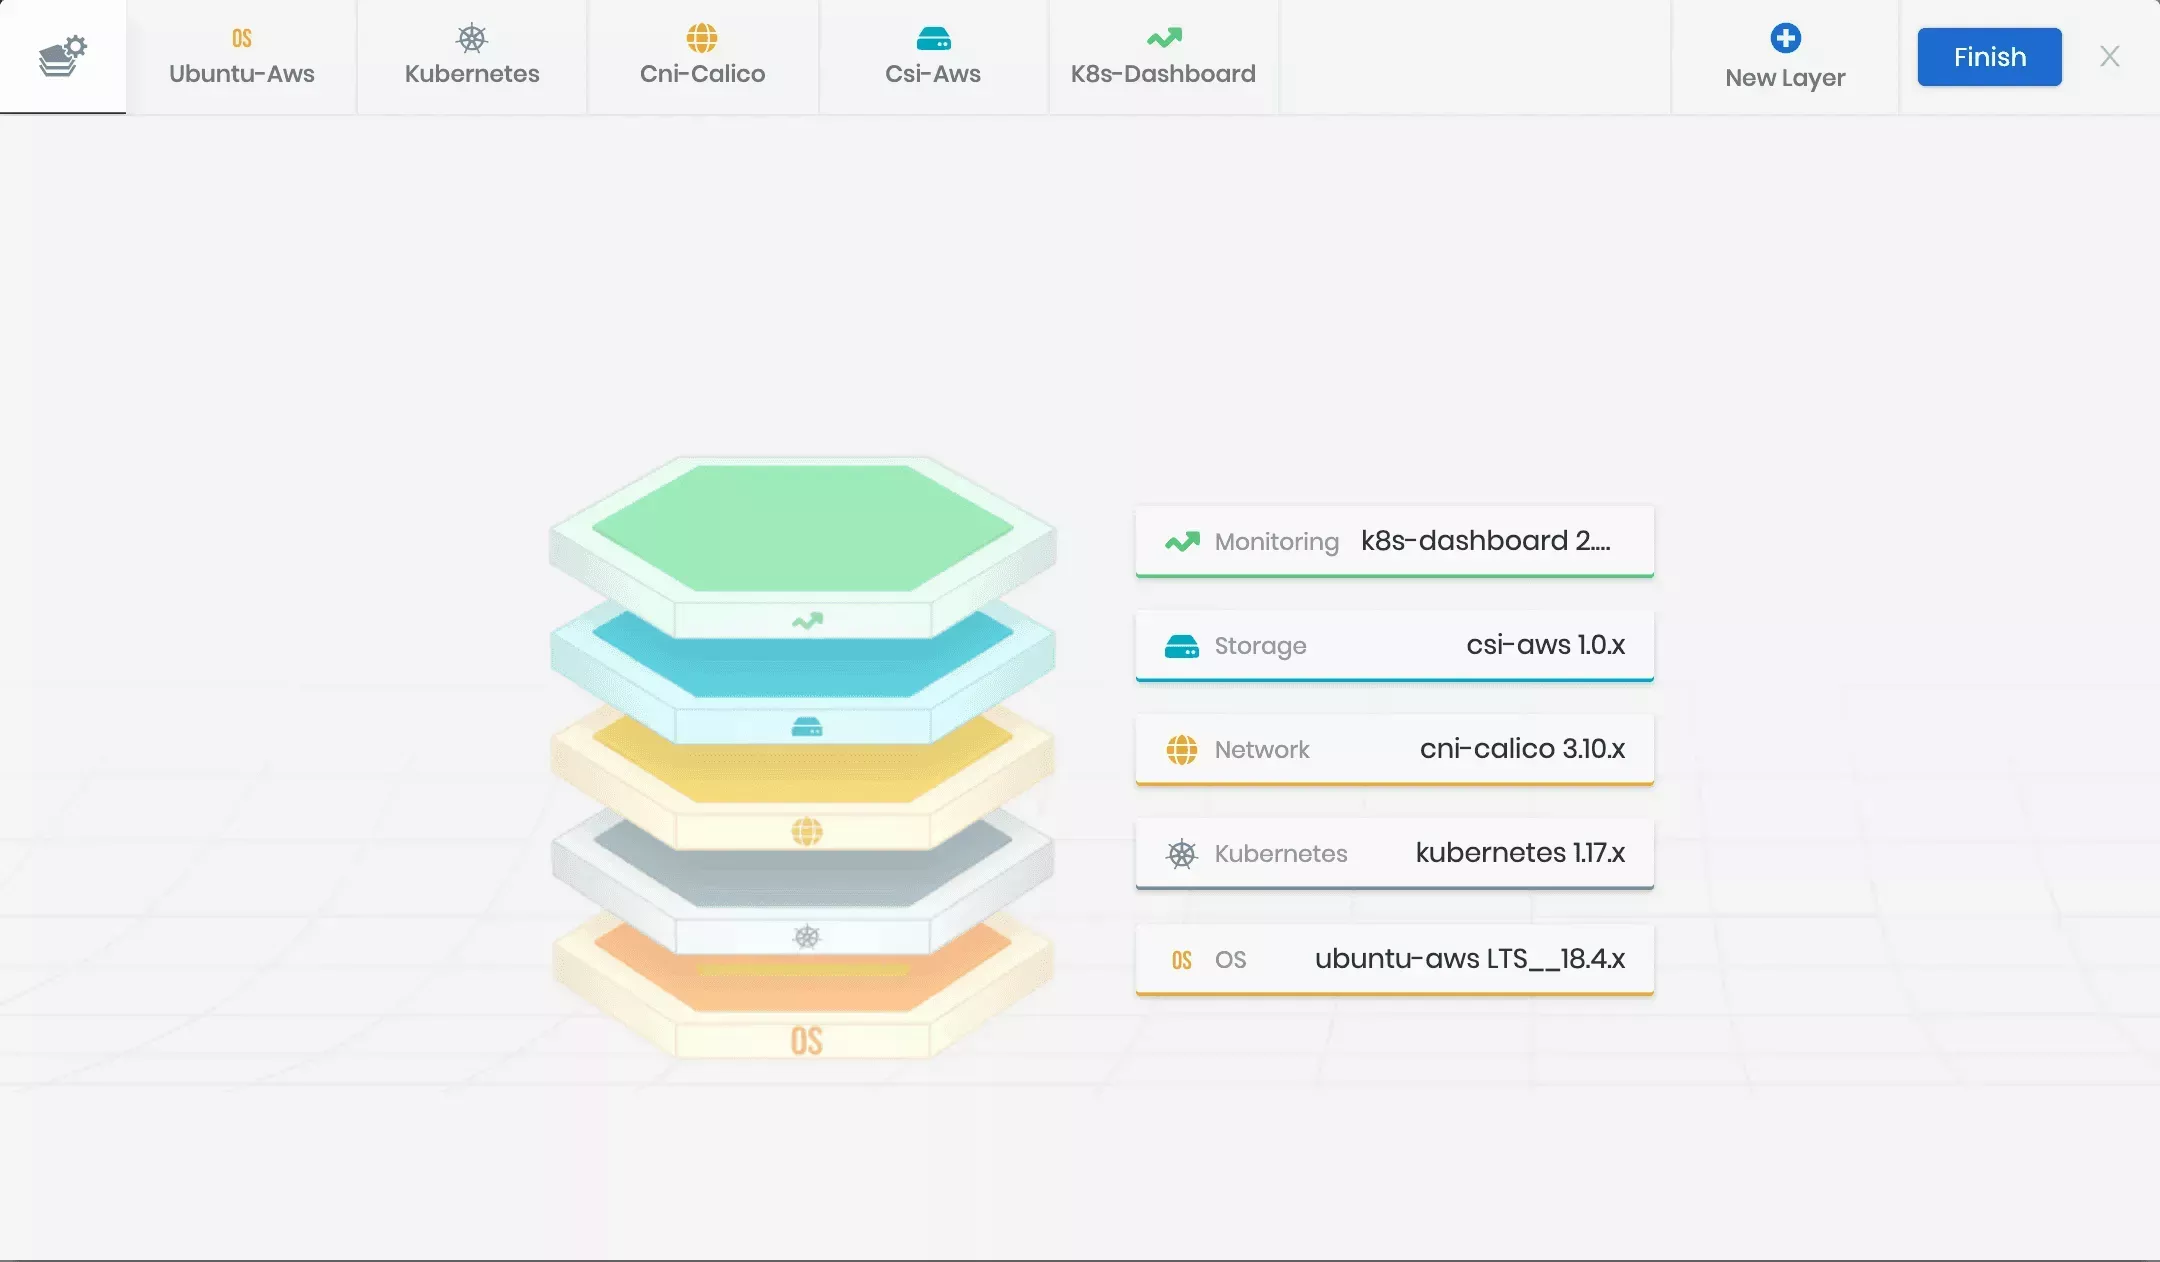 OS
Ubuntu-Aws
Kubernetes
Cni-Calico
Csi-Aws
K8s-Dashboard
New Layer
Finish
X
Monitoring k8s-dashboard 2....
Storage csi-aws 1.0.x
Network cni-calico 3.10.x
Kubernetes kubernetes 1.17.x
OS OS ubuntu-aws LTS__18.4.x
OS